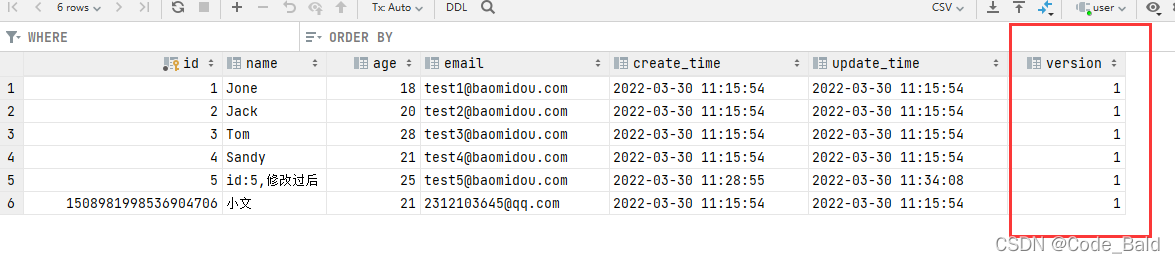 6 rows Tx: Auto DDL CSV user
WHERE ORDER BY
id name age email create_time update_time version
1 1 Jone 18 test1@baomidou.com 2022-03-30 11:15:54 2022-03-30 11:15:54 1
2 2 Jack 20 test2@baomidou.com 2022-03-30 11:15:54 2022-03-30 11:15:54 1
3 3 Tom 28 test3@baomidou.com 2022-03-30 11:15:54 2022-03-30 11:15:54 1
4 4 Sandy 21 test4@baomidou.com 2022-03-30 11:15:54 2022-03-30 11:15:54 1
5 5 id:5,修改过后 25 test5@baomidou.com 2022-03-30 11:28:55 2022-03-30 11:34:08 1
6 1508981998536904706 小文 21 2312103645@qq.com 2022-03-30 11:15:54 2022-03-30 11:15:54 1
CSDN @Code_Bald